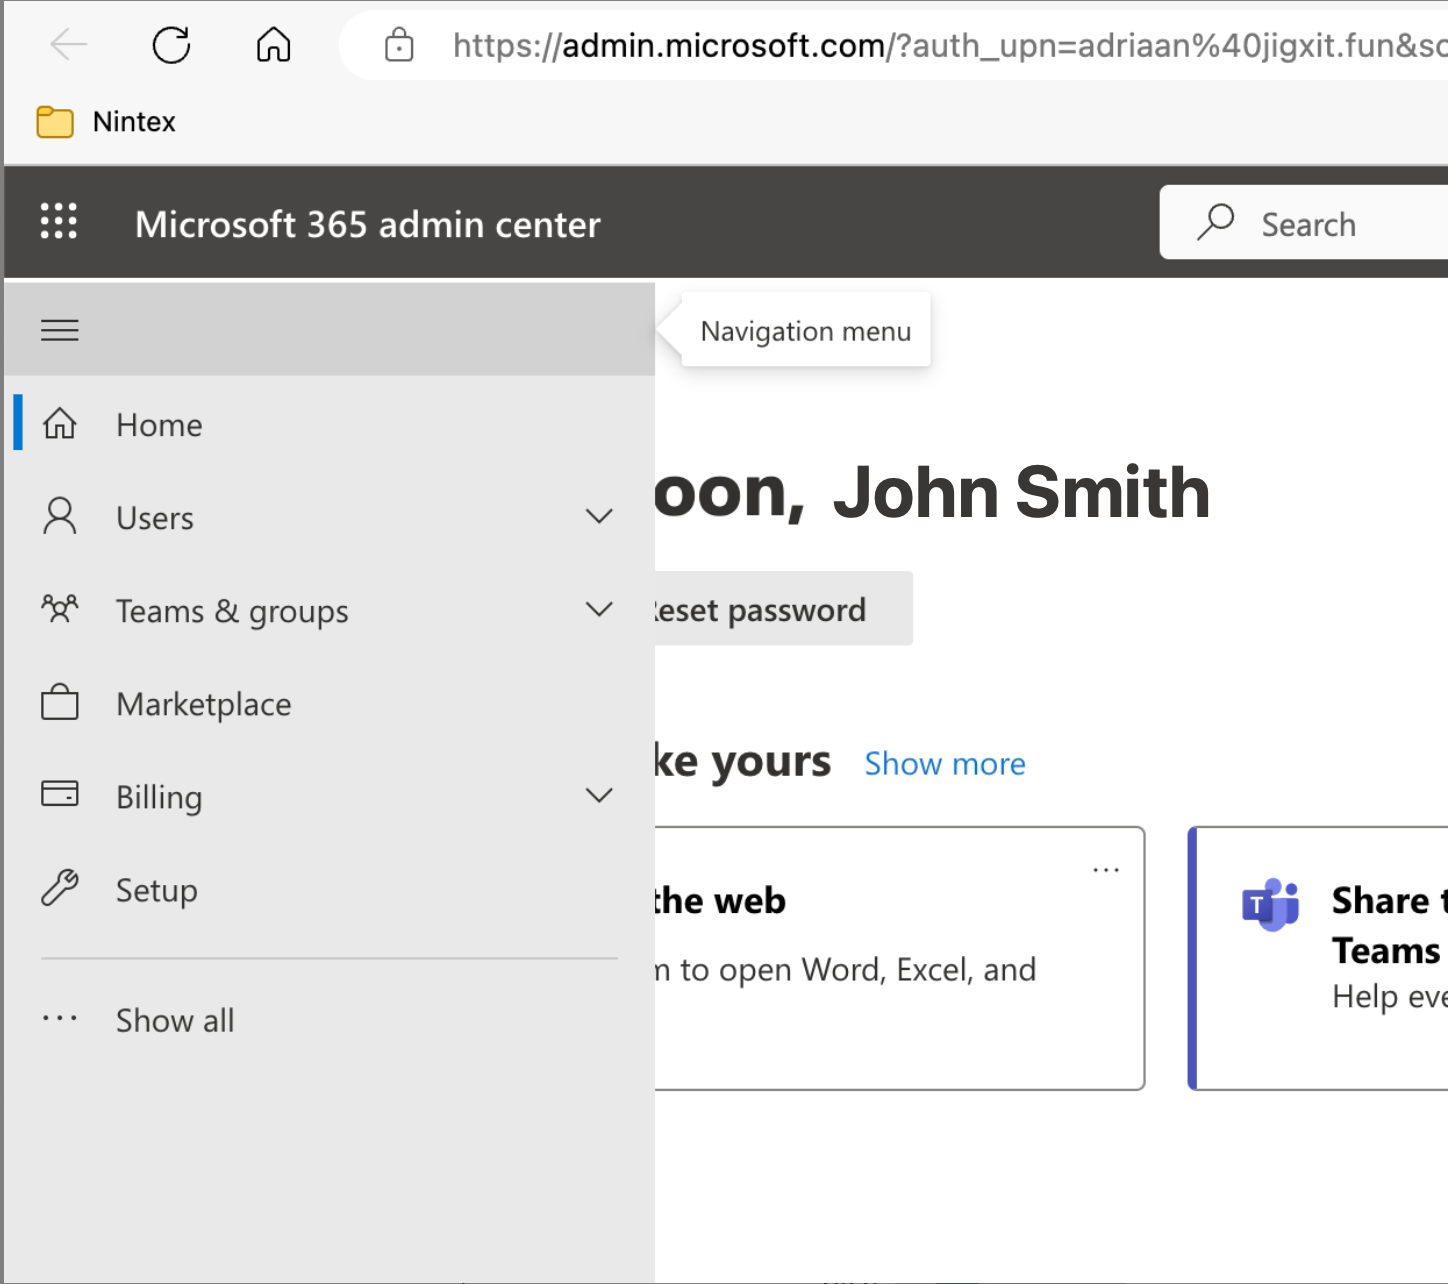 https://admin.microsoft.com/?auth_upn=adriaan%40jigxit.fun&sc
Nintex
Microsoft 365 admin center
Search
Navigation menu
Home
oon, John Smith
Users
Teams & groups
eset password
Marketplace
ke yours Show more
Billing
Setup
the web
to open Word, Excel, and
T
Share t
Teams
Help eve
Show all